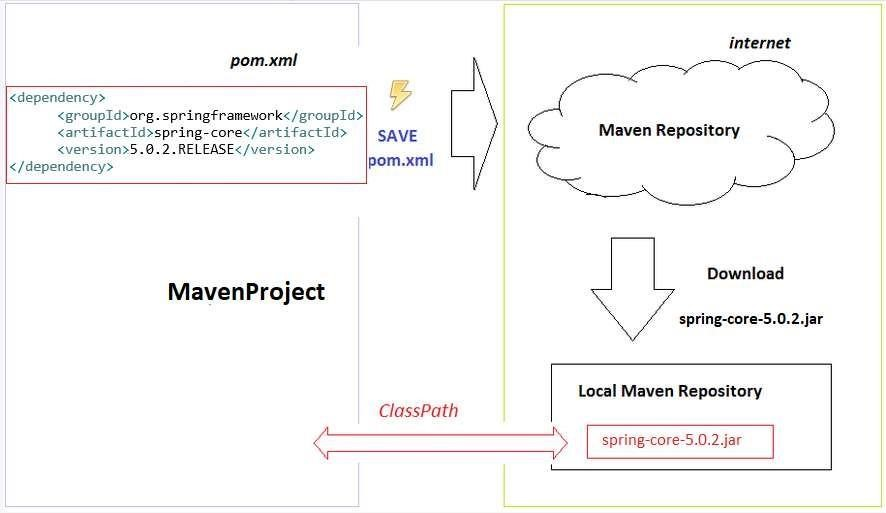 pom.xml
<dependency>
<groupId>org.springframework</groupId>
<artifactId>spring-core</artifactId>
<version>5.0.2.RELEASE</version>
</dependency>
SAVE
pom.xml
MavenProject
internet
Maven Repository
Download
spring-core-5.0.2.jar
Local Maven Repository
spring-core-5.0.2.jar
ClassPath